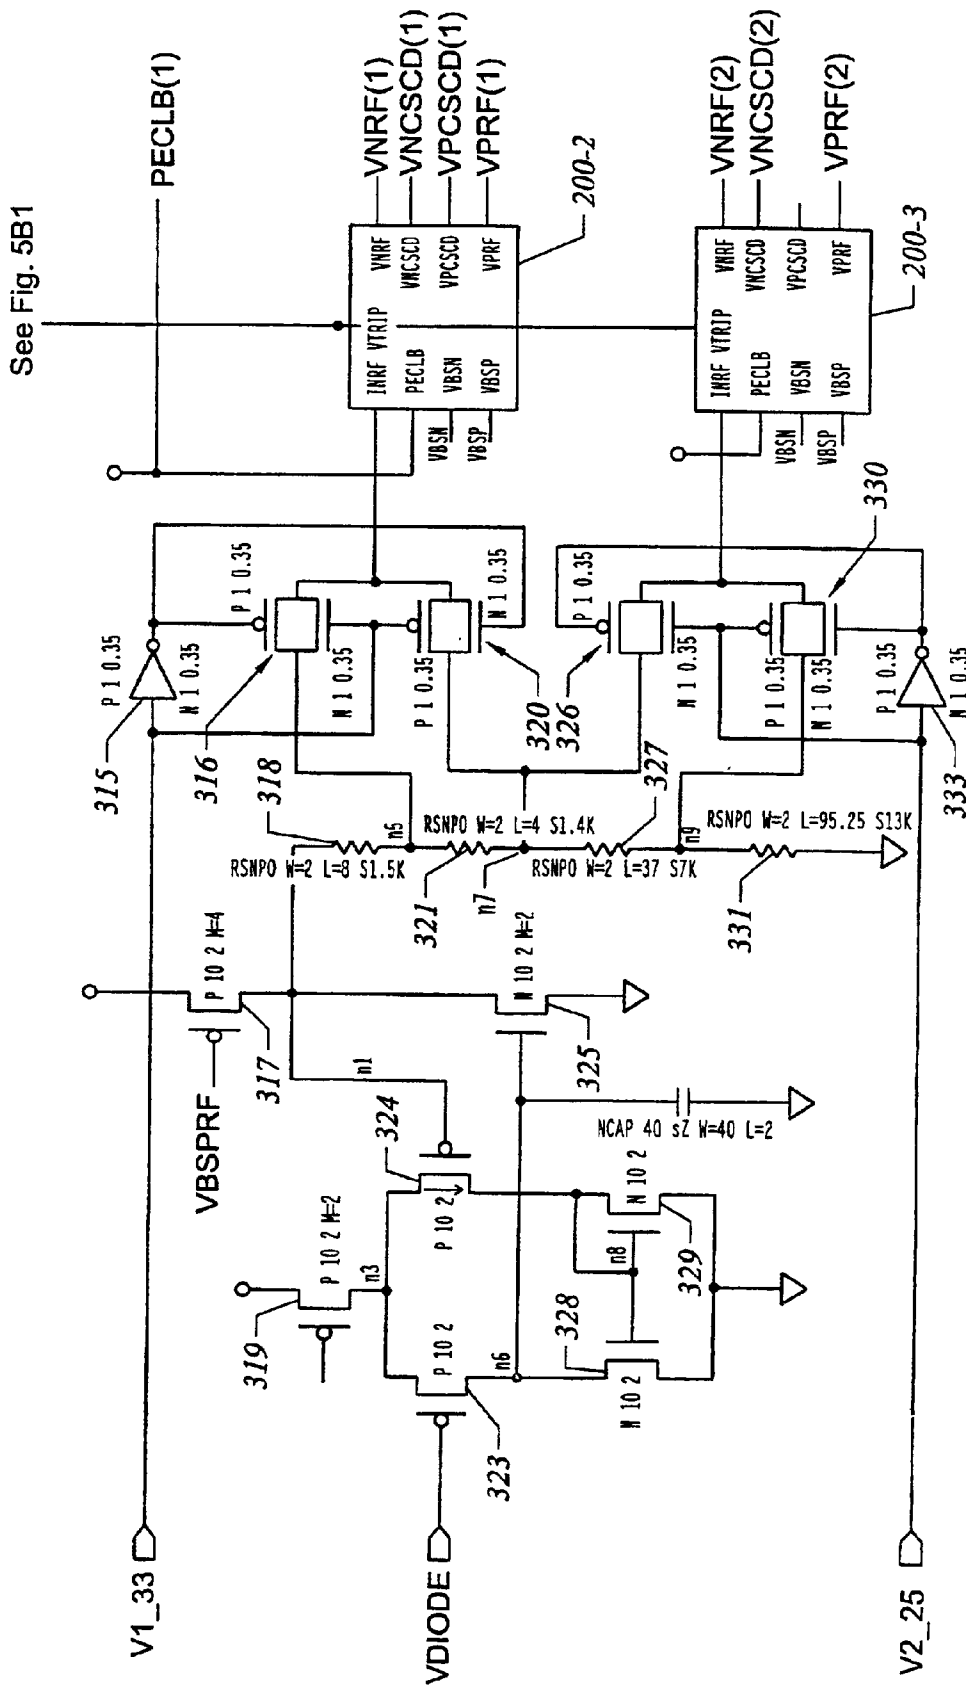 See Fig. 5B1
PECLB(1)
VNRF(1)
VNCSCD(1)
VPCSCD(1)
VPRF(1)
200-2
VNRF
VNCSCD
VPCSCD
VPRF
INRF VTRIP
PECLB
VBSN
VBSP
VBSN
VBSP
VNRF(2)
VNCSCD(2)
VPRF(2)
200-3
VNRF
VNCSCD
VPCSCD
VPRF
INRF VTRIP
PECLB
VBSN
VBSP
VBSN
VBSP
315
P 1 0.35
N 1 0.35
316
P 1 0.35
N 1 0.35
320
P 1 0.35
N 1 0.35
326
P 1 0.35
N 1 0.35
330
P 1 0.35
N 1 0.35
333
P 1 0.35
N 1 0.35
318
RSNPO W=2 L=8 S1.5K
n5
321
RSNPO W=2 L=4 S1.4K
n7
327
RSNPO W=2 L=37 S7K
n9
331
RSNPO W=2 L=95.25 S13K
VBSPRF
P 10 2 M=4
317
n1
N 10 2 M=2
325
NCAP 40 sZ W=40 L=2
319
P 10 2 M=2
n3
324
P 10 2
P 10 2
323
n6
328
N 10 2
n8
N 10 2
329
V1_33
VDIODE
V2_25